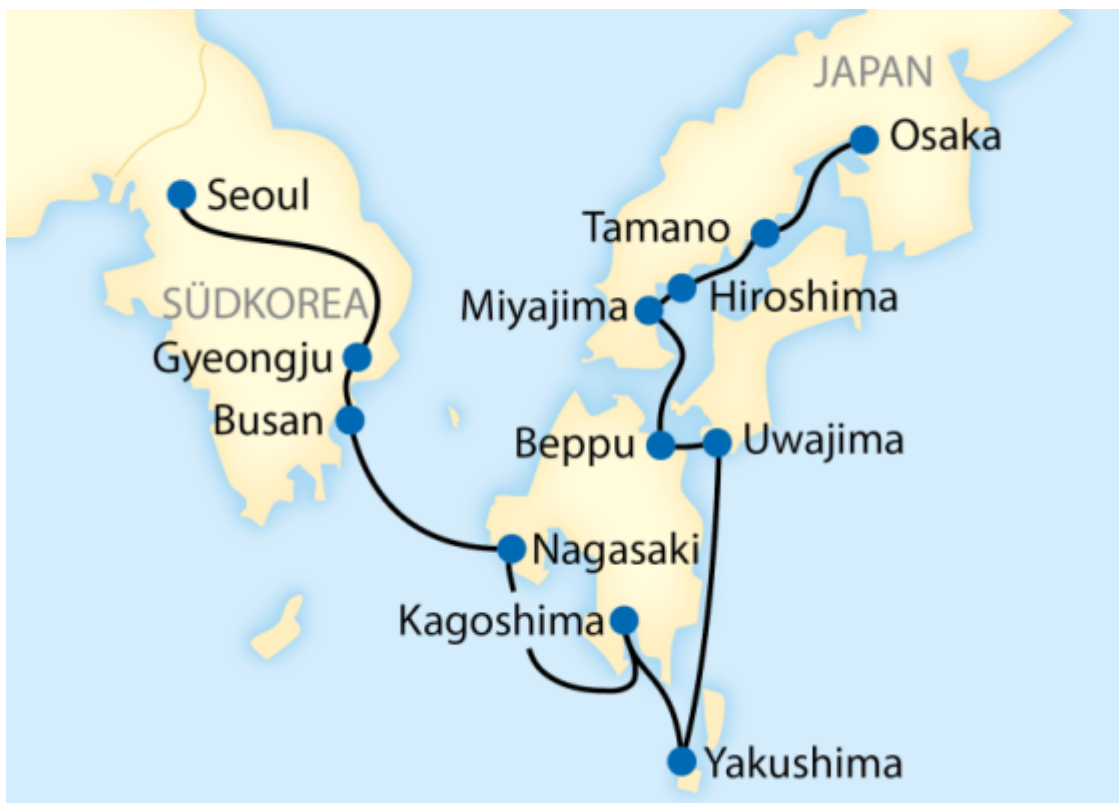 JAPAN
Osaka
Seoul
Tamano
SÜDKOREA
Miyajima
Hiroshima
Gyeongju
Busan
Beppu
Uwajima
Nagasaki
Kagoshima
Yakushima